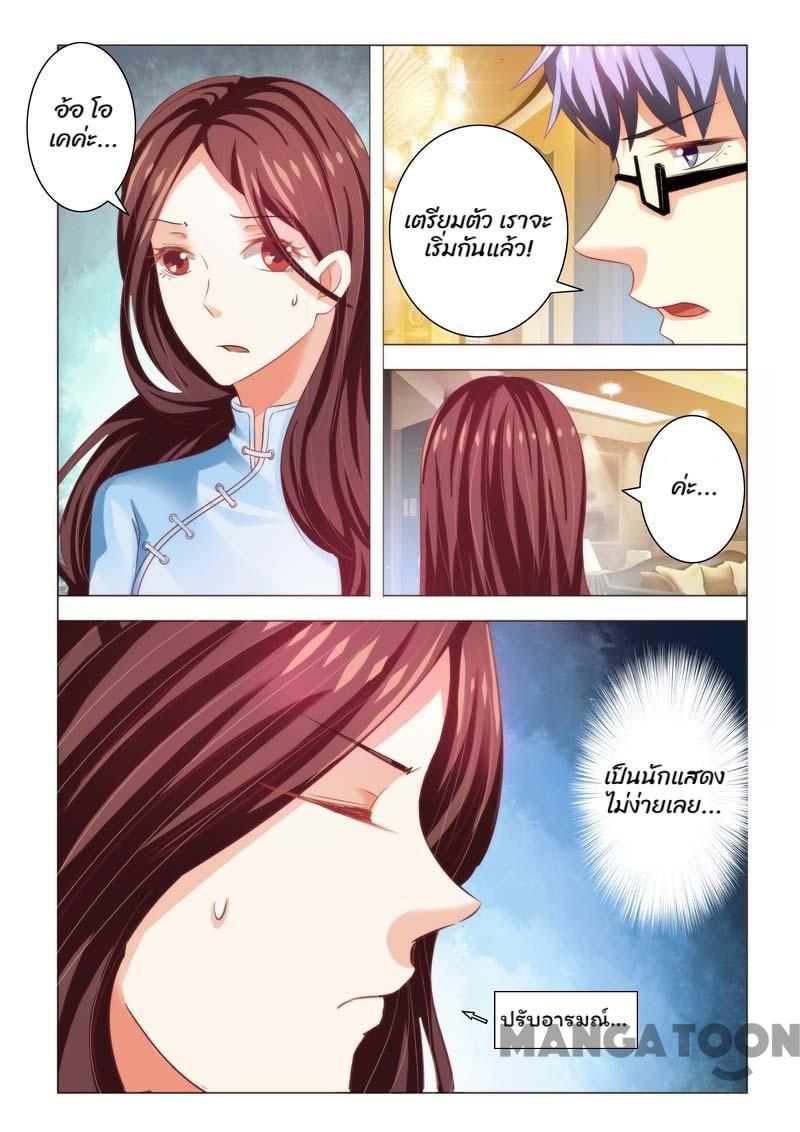 อ้อ โอ
เคค่ะ...
เตรียมตัว เราจะ
เริ่มกันแล้ว!
ค่ะ...
เป็นนักแสดง
ไม่ง่ายเลย...
ปรับอารมณ์...
MANGATOON